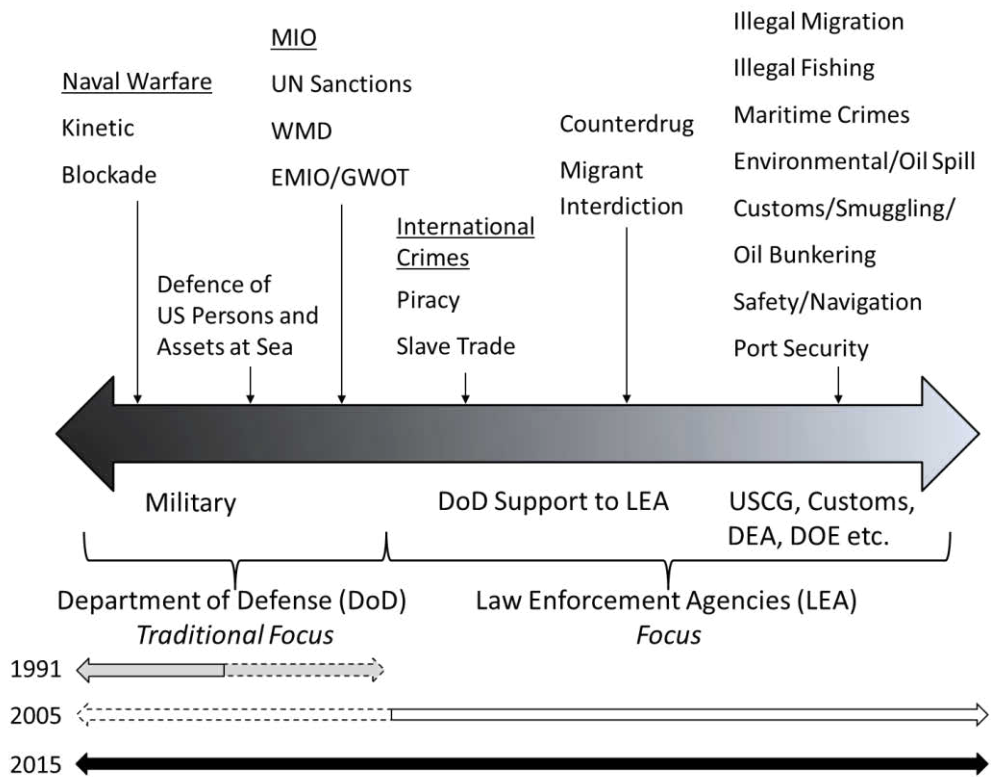 Naval Warfare
Kinetic
Blockade
Defence of
US Persons and
Assets at Sea
MIO
UN Sanctions
WMD
EMIO/GWOT
International
Crimes
Piracy
Slave Trade
Counterdrug
Migrant
Interdiction
Illegal Migration
Illegal Fishing
Maritime Crimes
Environmental/Oil Spill
Customs/Smuggling/
Oil Bunkering
Safety/Navigation
Port Security
Military
DoD Support to LEA
USCG, Customs,
DEA, DOE etc.
Department of Defense (DoD)
Traditional Focus
Law Enforcement Agencies (LEA)
Focus
1991
2005
2015